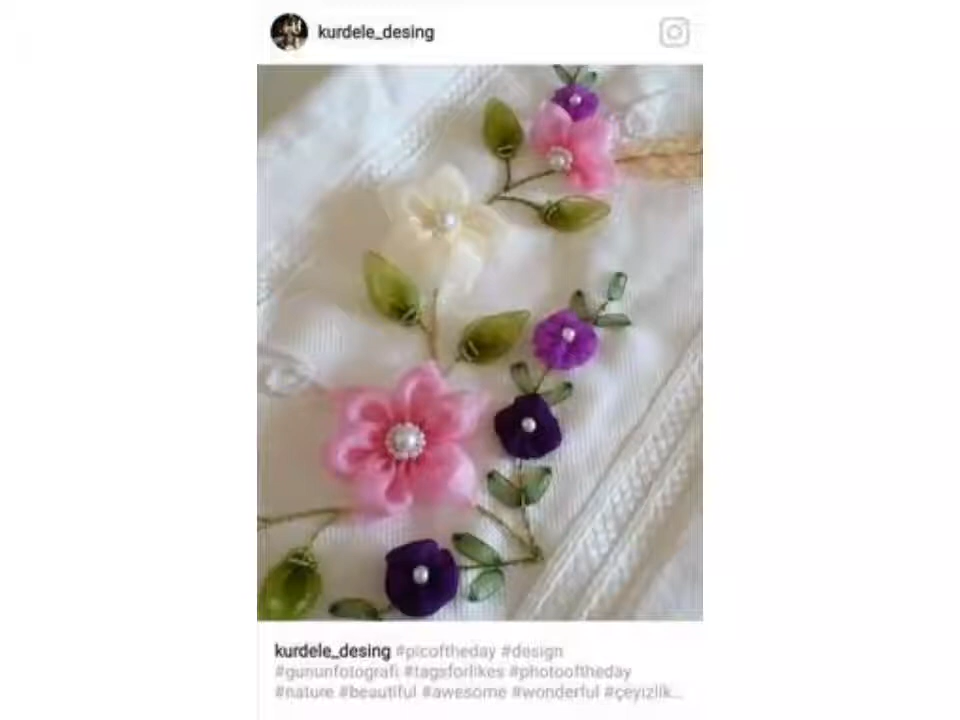 kurdele_desing
kurdele_desing #picoftheday #design
#gununfotografi #tagsforlikes #photooftheday
#nature #beautiful #awesome #wonderful #çeyizlik...